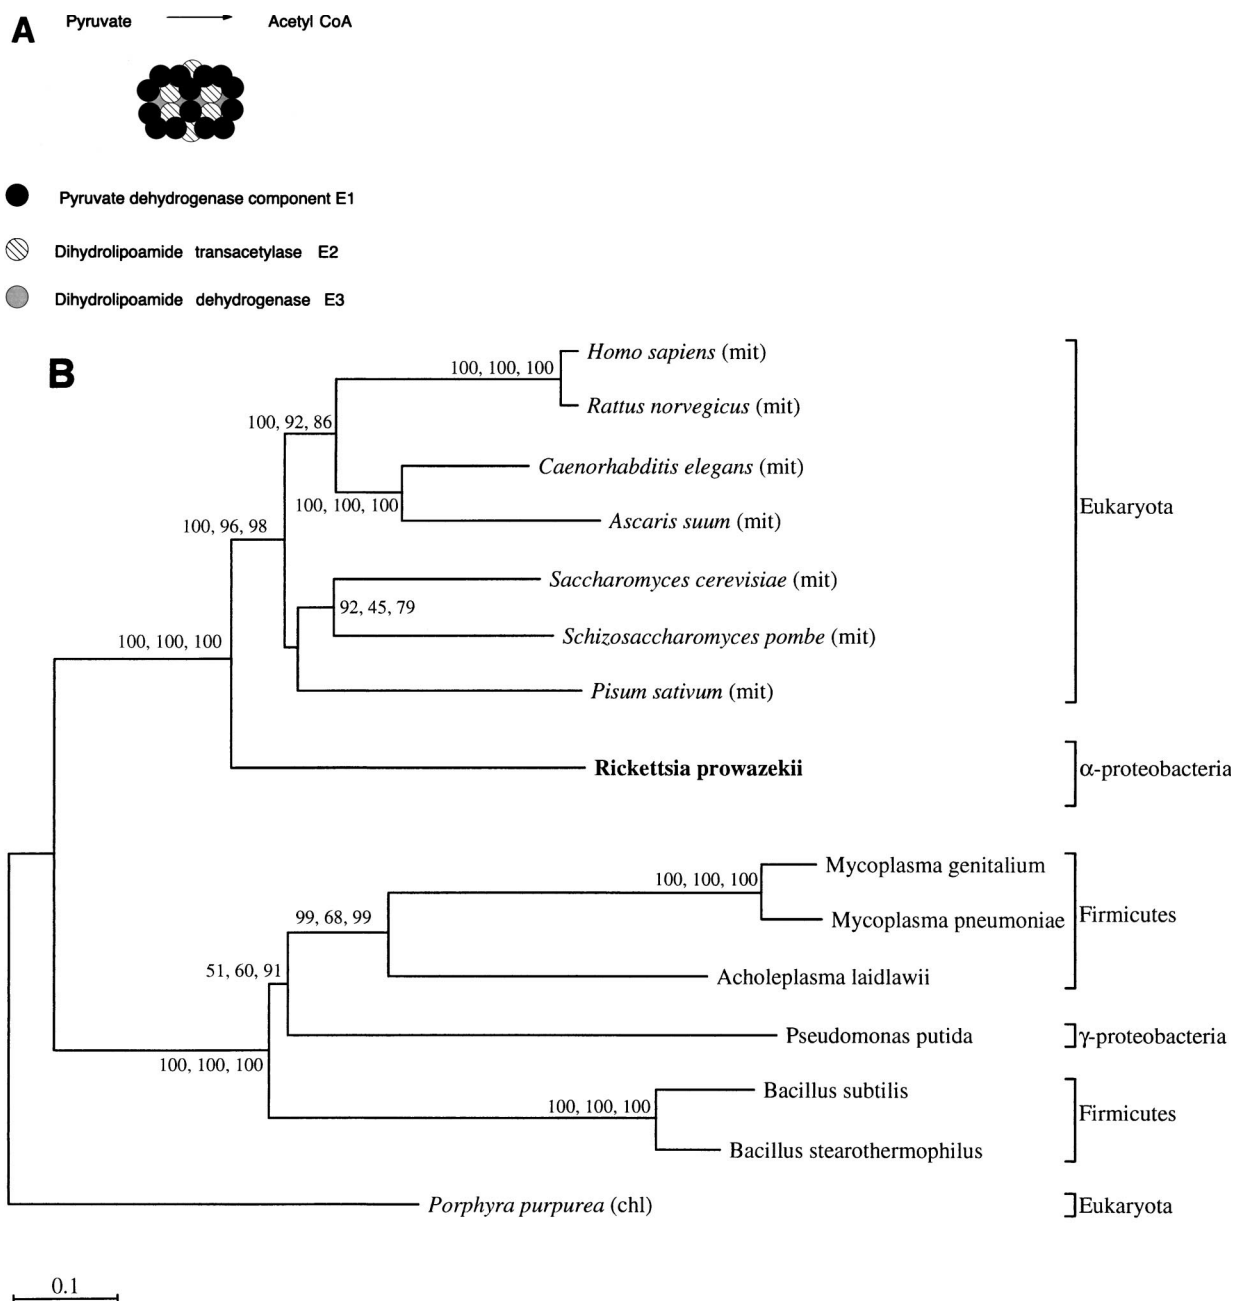 A
Pyruvate → Acetyl CoA
Pyruvate dehydrogenase component E1
Dihydrolipoamide transacetylase E2
Dihydrolipoamide dehydrogenase E3
B
Homo sapiens (mit)
100, 100, 100
Rattus norvegicus (mit)
100, 92, 86
Caenorhabditis elegans (mit)
100, 100, 100
Ascaris suum (mit)
Eukaryota
100, 96, 98
Saccharomyces cerevisiae (mit)
92, 45, 79
Schizosaccharomyces pombe (mit)
100, 100, 100
Pisum sativum (mit)
Rickettsia prowazekii
α-proteobacteria
Mycoplasma genitalium
100, 100, 100
Mycoplasma pneumoniae
Firmicutes
99, 68, 99
51, 60, 91
Acholeplasma laidlawii
Pseudomonas putida
γ-proteobacteria
100, 100, 100
Bacillus subtilis
100, 100, 100
Firmicutes
Bacillus stearothermophilus
Porphyra purpurea (chl)
Eukaryota
0.1